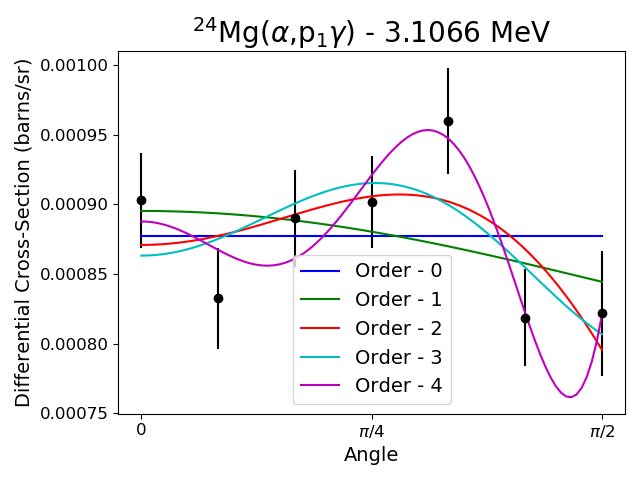 ²⁴Mg(α,p₁γ) - 3.1066 MeV
Differential Cross-Section (barns/sr)
0.00100
0.00095
0.00090
0.00085
0.00080
0.00075
Order - 0
Order - 1
Order - 2
Order - 3
Order - 4
0 π/4 π/2
Angle